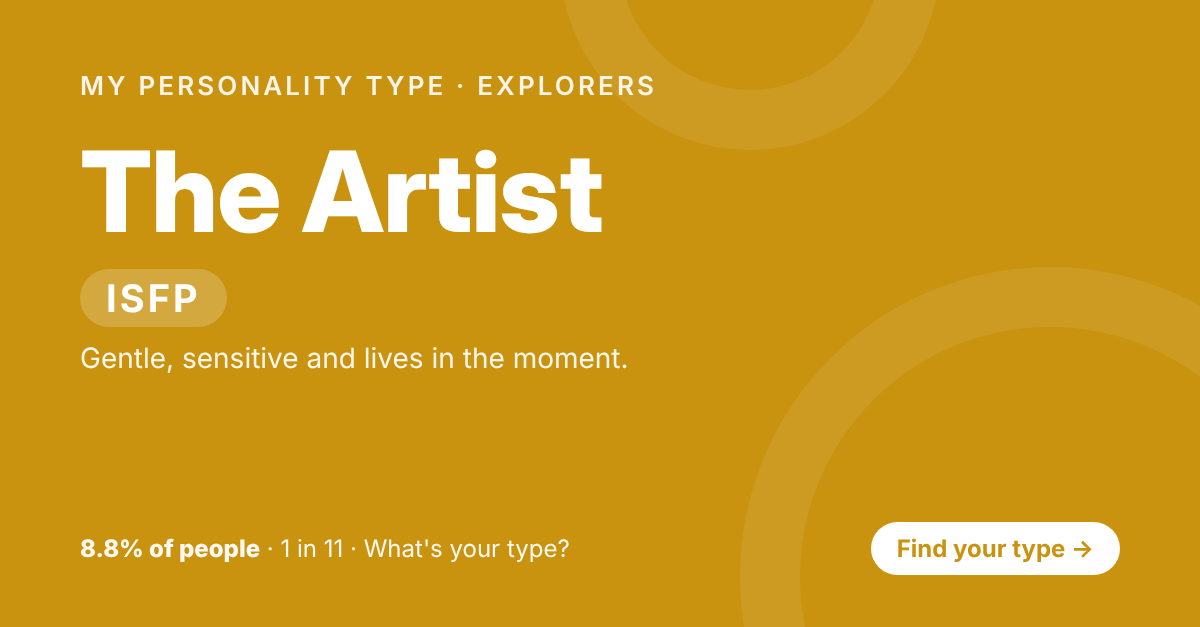 MY PERSONALITY TYPE · EXPLORERS
The Artist
ISFP
Gentle, sensitive and lives in the moment.
8.8% of people · 1 in 11 · What's your type?
Find your type →